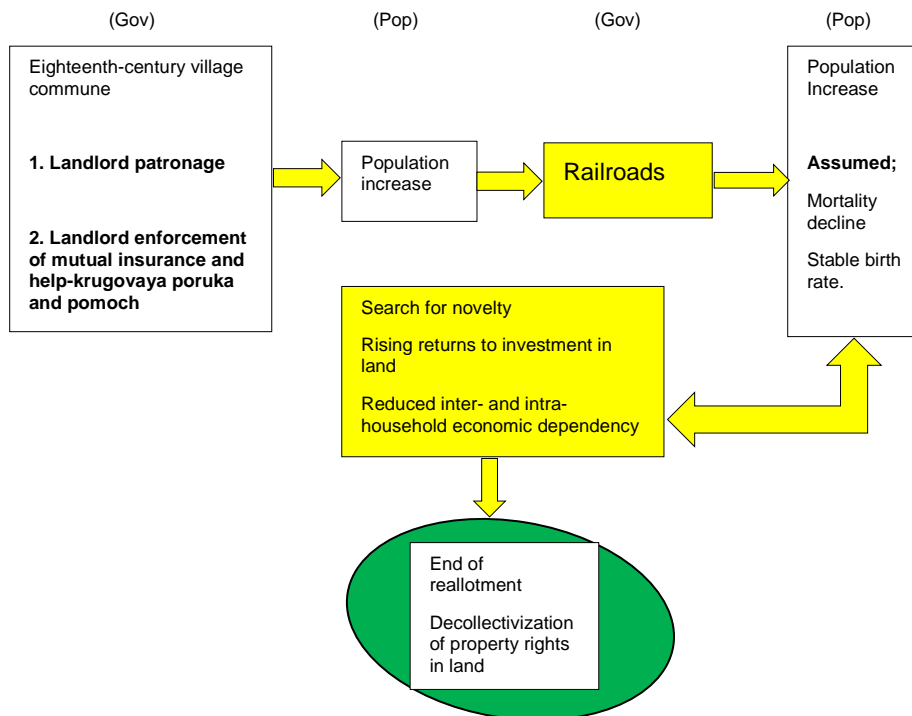 (Gov)
(Pop)
(Gov)
(Pop)
Eighteenth-century village
commune
1. Landlord patronage
2. Landlord enforcement
of mutual insurance and
help-krugovaya poruka
and pomoch
Population
increase
Railroads
Population
Increase
Assumed;
Mortality
decline
Stable birth
rate.
Search for novelty
Rising returns to investment in
land
Reduced inter- and intra-
household economic dependency
End of
reallotment
Decollectivization
of property rights
in land